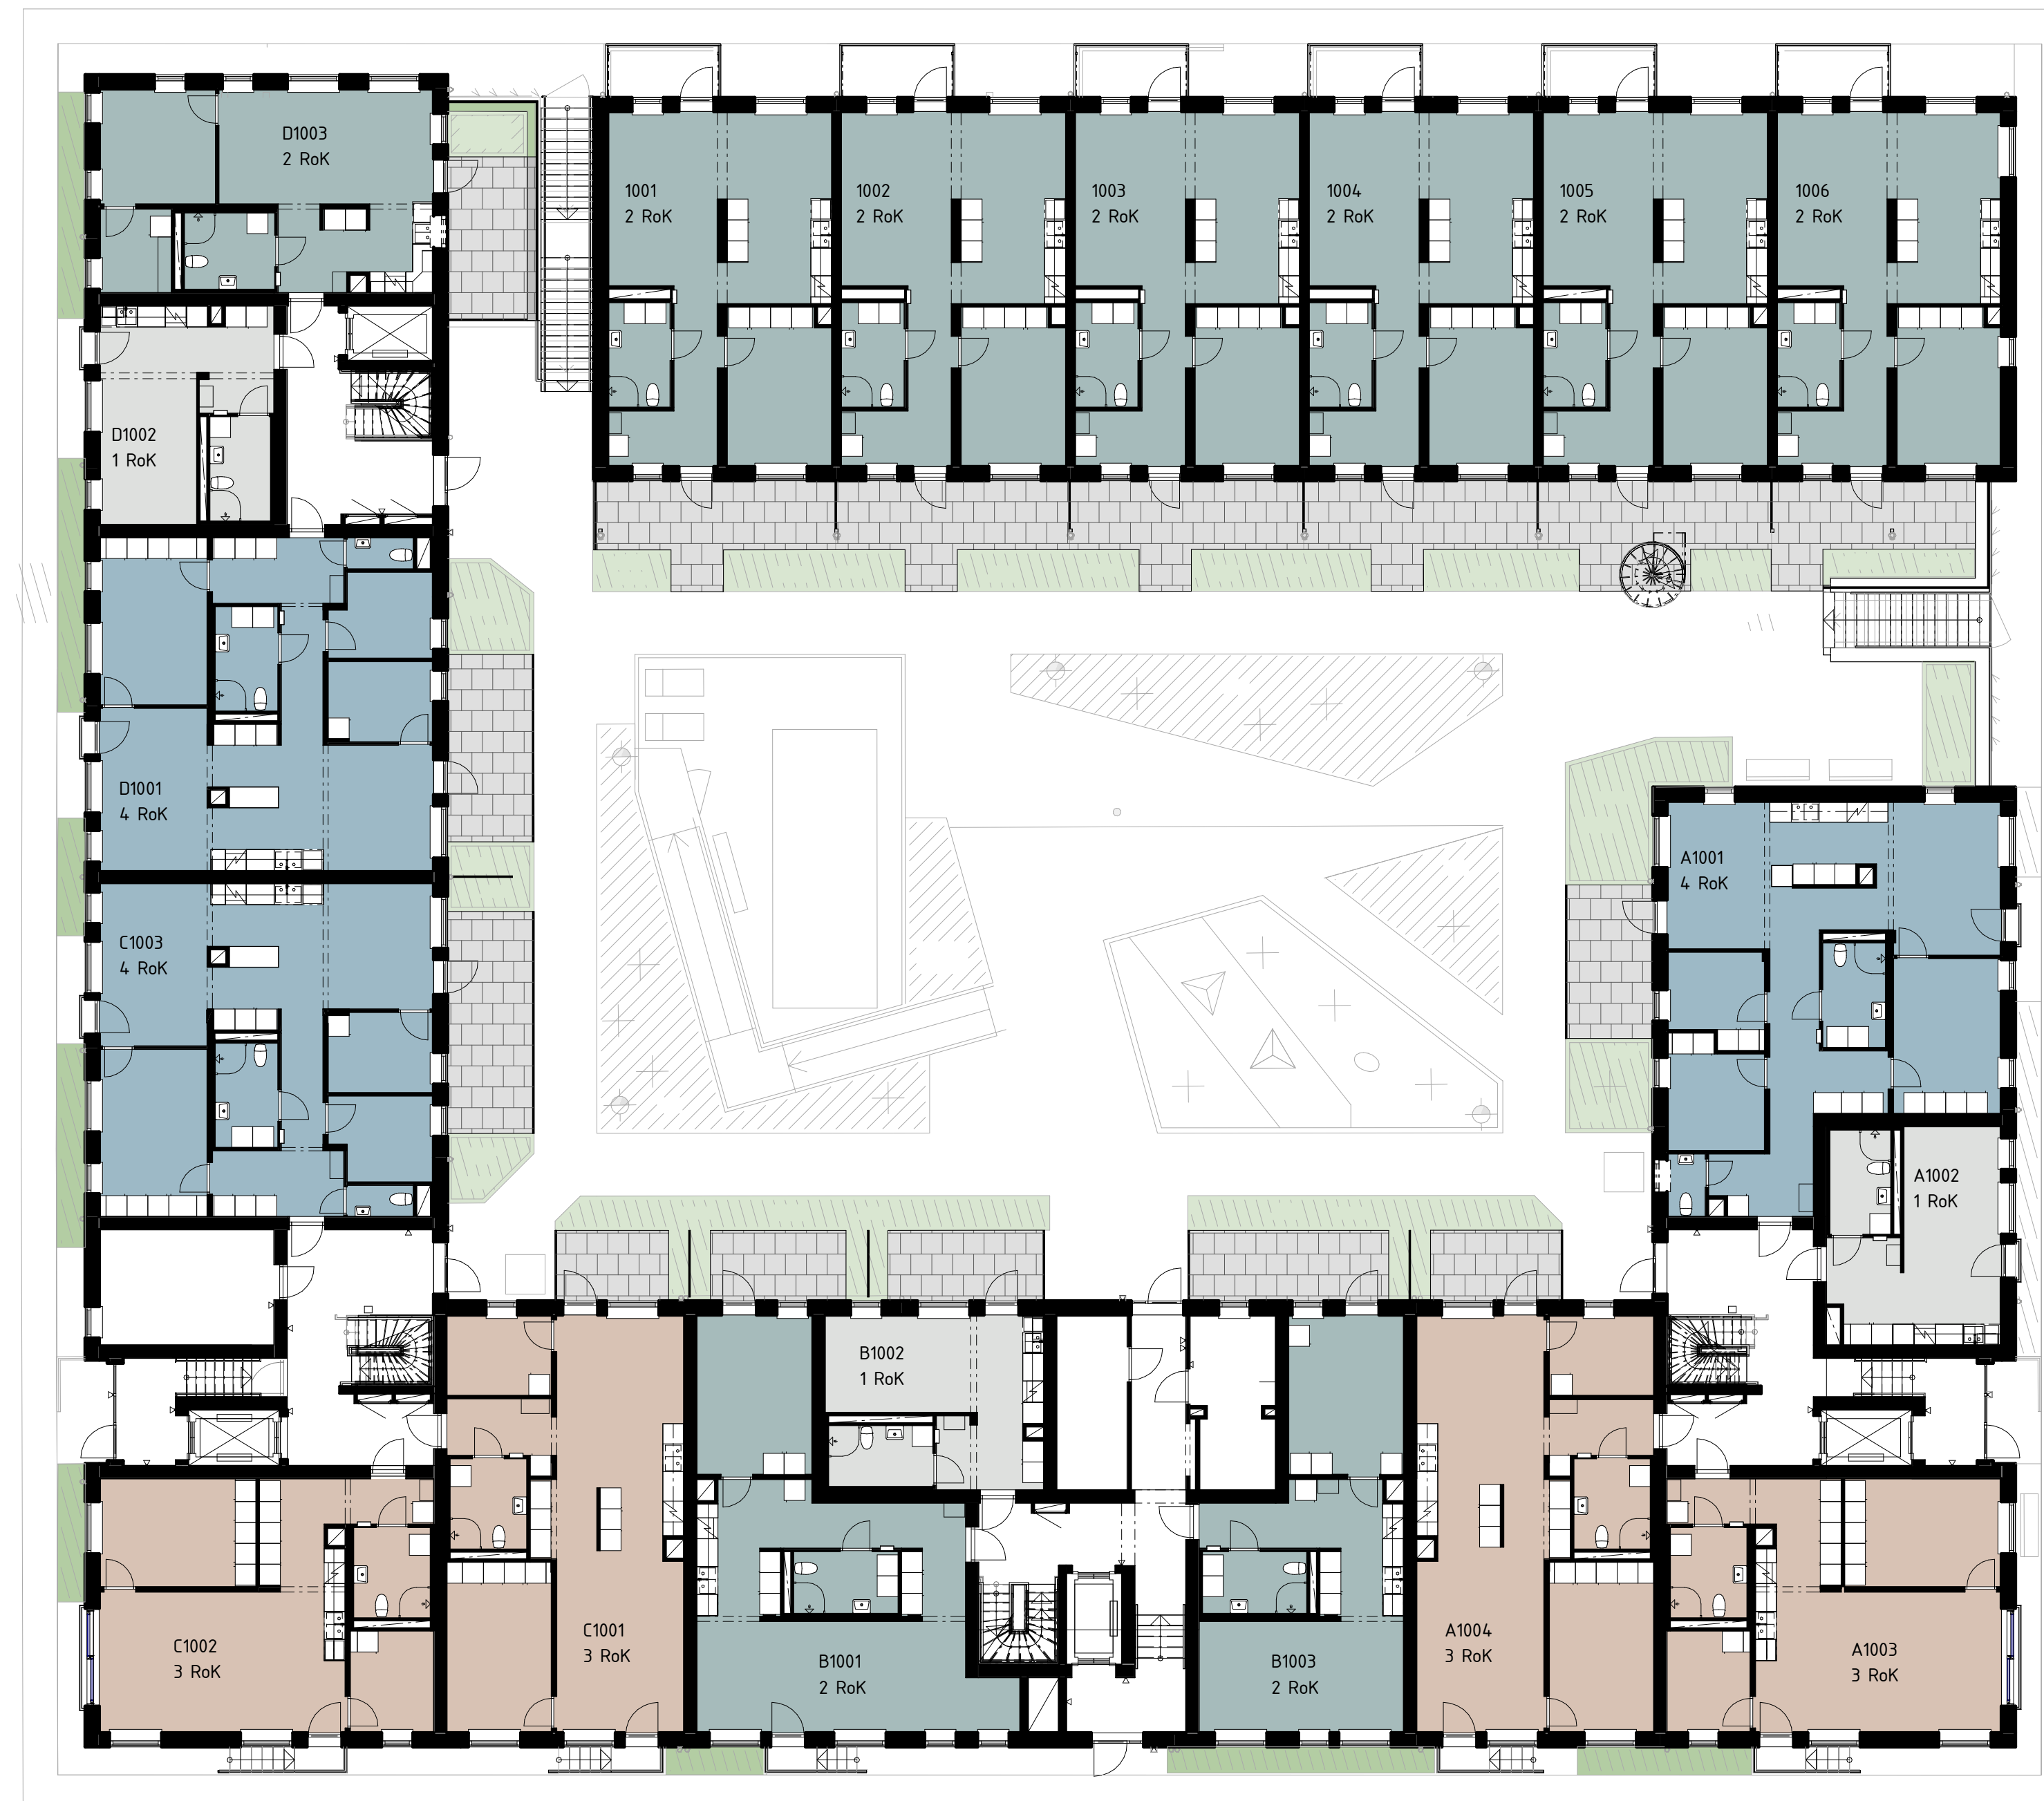 D1003
2 RoK
1001
2 RoK
1002
2 RoK
1003
2 RoK
1004
2 RoK
1005
2 RoK
1006
2 RoK
D1002
1 RoK
D1001
4 RoK
A1001
4 RoK
C1003
4 RoK
A1002
1 RoK
B1002
1 RoK
C1002
3 RoK
C1001
3 RoK
B1001
2 RoK
B1003
2 RoK
A1004
3 RoK
A1003
3 RoK